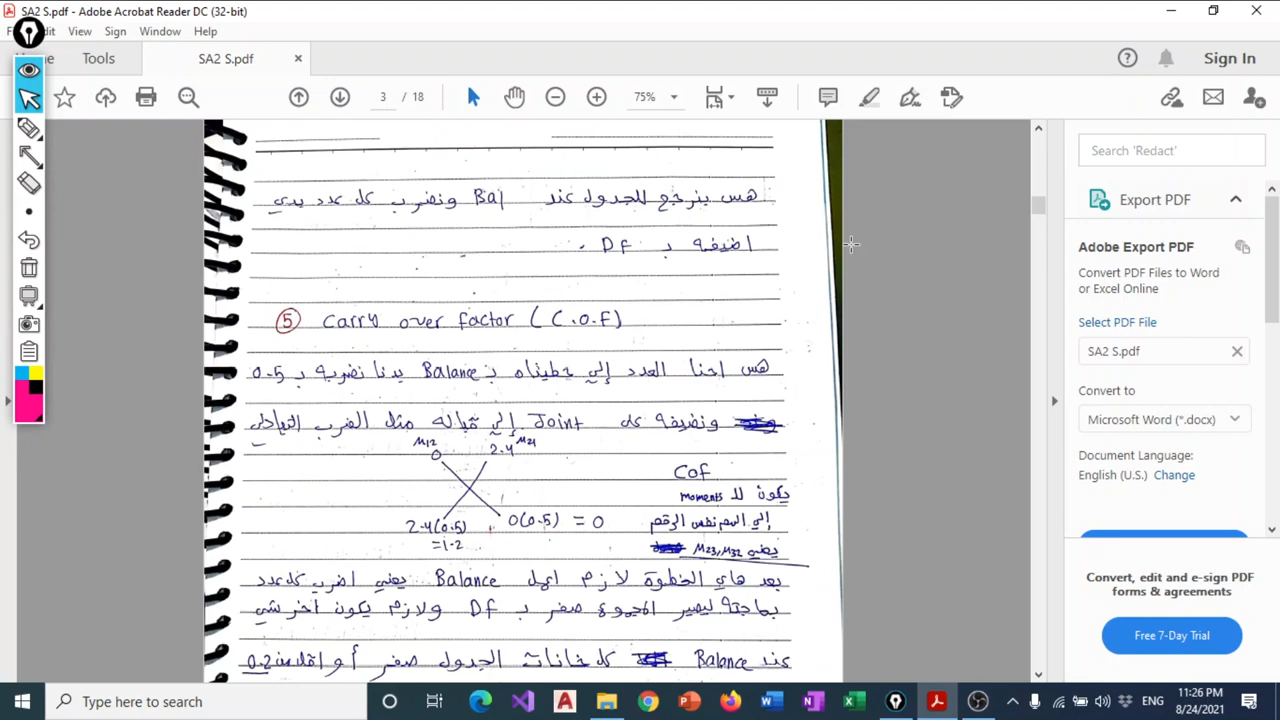 SA2 S.pdf - Adobe Acrobat Reader DC (32-bit)
View Sign Window Help
Tools
SA2 S.pdf
Sign In
3 / 18
75%
هس بنرجع للجدول عند Bal ونضرب كل عدد بدي
اضيفه ب DF .
5 Carry over factor ( C.O.F )
هس احنا العدد إلي حطيناه ب Balance بدنا نضربه ب 0.5
ونضيفه Joint إلي قباله مثل الضرب التبادلي
M12 M21
0 2.4
Cof
يكون لل moments
2.4(0.5) 0(0.5) = 0
إلي الهم نفس الرقم
= 1.2
يعني M23, M32
بعد هاي الخطوة لازم اعمل Balance يعني اضرب كل عدد
بحاجته ليصير المجموع صفر ب DF ولازم يكون اخر شي
عند Balance كل خانات الجدول صفر أو اقل من 0.2
Search 'Redact'
Export PDF
Adobe Export PDF
Convert PDF Files to Word
or Excel Online
Select PDF File
SA2 S.pdf
Convert to
Microsoft Word (*.docx)
Document Language:
English (U.S.) Change
Convert, edit and e-sign PDF
forms & agreements
Free 7-Day Trial
Type here to search
ENG
11:26 PM
8/24/2021